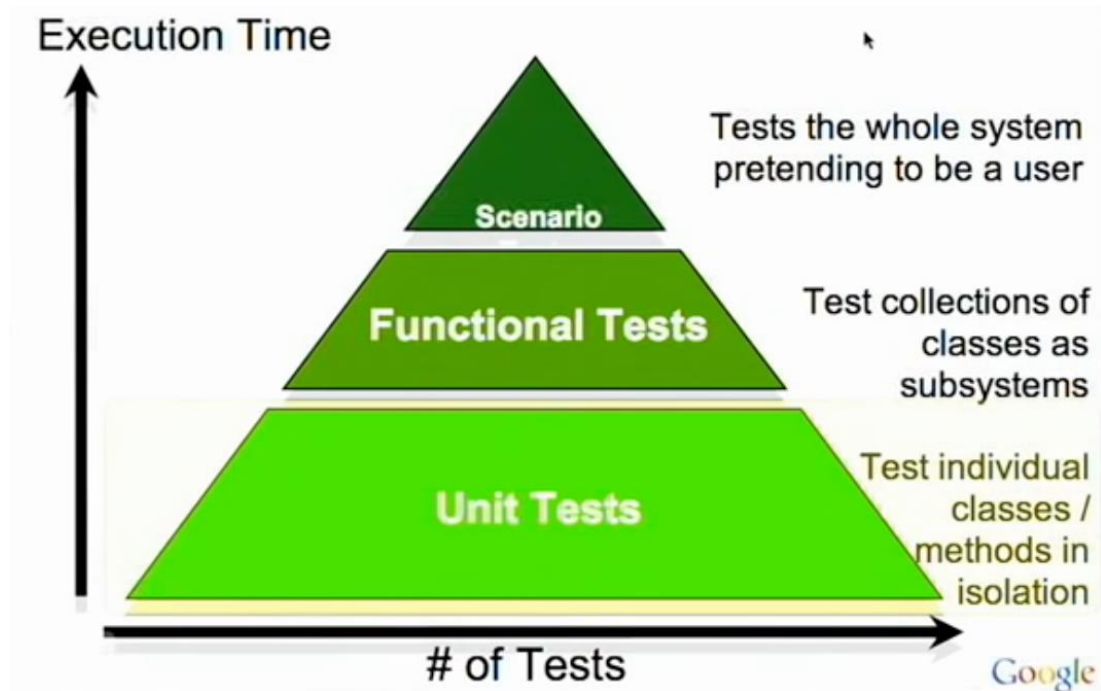 Execution Time
Tests the whole system
pretending to be a user
Scenario
Functional Tests
Test collections of
classes as
subsystems
Unit Tests
Test individual
classes /
methods in
isolation
# of Tests
Google